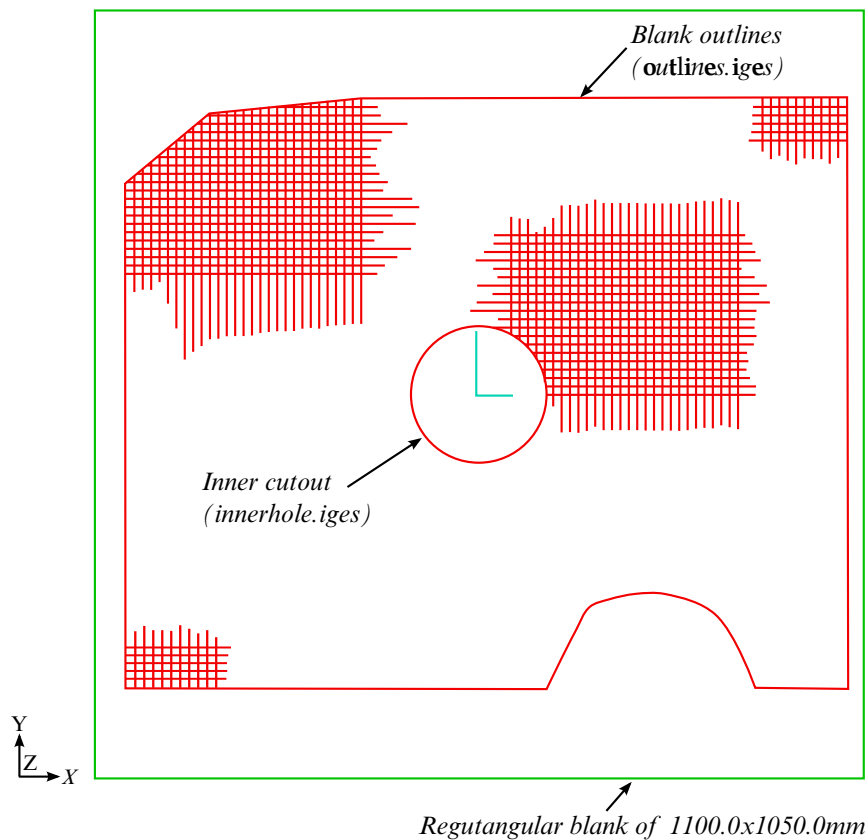 Blank outlines
(outlines.iges)
Inner cutout
(innerhole.iges)
Y
Z
X
Regutangular blank of 1100.0x1050.0mm